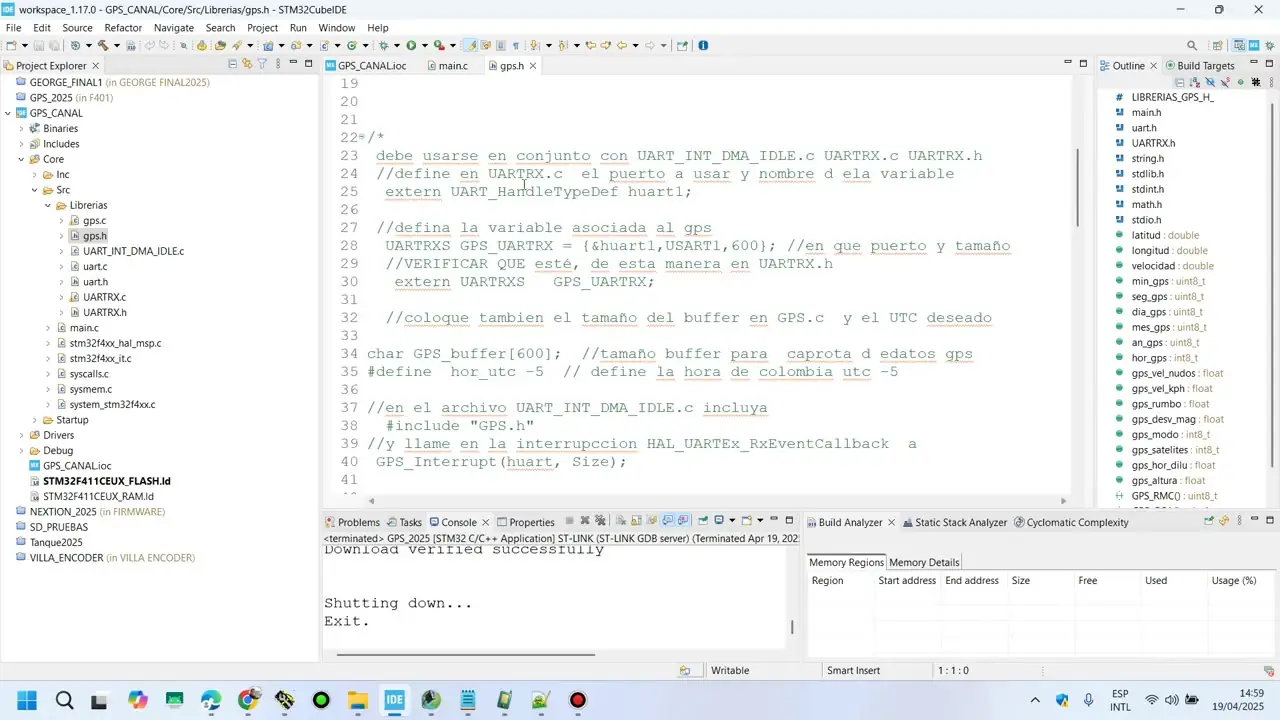 workspace_1.17.0 - GPS_CANAL/Core/Src/Librerias/gps.h - STM32CubeIDE
File Edit Source Refactor Navigate Search Project Run Window Help
Project Explorer
GEORGE_FINAL1 (in GEORGE FINAL2025)
GPS_2025 (in F401)
GPS_CANAL
Binaries
Includes
Core
Inc
Src
Librerias
gps.c
gps.h
UART_INT_DMA_IDLE.c
uart.c
uart.h
UARTRX.c
UARTRX.h
main.c
stm32f4xx_hal_msp.c
stm32f4xx_it.c
syscalls.c
sysmem.c
system_stm32f4xx.c
Startup
Drivers
Debug
GPS_CANAL.ioc
STM32F411CEUX_FLASH.ld
STM32F411CEUX_RAM.ld
NEXTION_2025 (in FIRMWARE)
SD_PRUEBAS
Tanque2025
VILLA_ENCODER (in VILLA ENCODER)
GPS_CANAL.ioc main.c gps.h
19
20
21
22 /*
23 debe usarse en conjunto con UART_INT_DMA_IDLE.c UARTRX.c UARTRX.h
24 //define en UARTRX.c  el puerto a usar y nombre d ela variable
25 extern UART_HandleTypeDef huart1;
26
27 //defina la variable asociada al gps
28 UARTRXS GPS_UARTRX = {&huart1,USART1,600}; //en que puerto y tamaño
29 //VERIFICAR QUE esté, de esta manera en UARTRX.h
30 extern UARTRXS   GPS_UARTRX;
31
32 //coloque tambien el tamaño del buffer en GPS.c  y el UTC deseado
33
34 char GPS_buffer[600];  //tamaño buffer para  caprota d edatos gps
35 #define  hor_utc -5  // define la hora de colombia utc -5
36
37 //en el archivo UART_INT_DMA_IDLE.c incluya
38 #include "GPS.h"
39 //y llame en la interrupccion HAL_UARTEx_RxEventCallback  a
40 GPS_Interrupt(huart, Size);
41
Outline Build Targets
LIBRERIAS_GPS_H_
main.h
uart.h
UARTRX.h
string.h
stdlib.h
stdint.h
math.h
stdio.h
latitud : double
longitud : double
velocidad : double
min_gps : uint8_t
seg_gps : uint8_t
dia_gps : uint8_t
mes_gps : uint8_t
an_gps : uint8_t
hor_gps : uint8_t
gps_vel_nudos : float
gps_vel_kph : float
gps_rumbo : float
gps_desv_mag : float
gps_modo : int8_t
gps_satelites : int8_t
gps_hor_dilu : float
gps_altura : float
GPS_RMC() : uint8_t
Problems Tasks Console Properties
<terminated> GPS_2025 [STM32 C/C++ Application] ST-LINK (ST-LINK GDB server) (Terminated Apr 19, 202
Download verified successfully
Shutting down...
Exit.
Build Analyzer Static Stack Analyzer Cyclomatic Complexity
Memory Regions Memory Details
Region Start address End address Size Free Used Usage (%)
Writable Smart Insert 1 : 1 : 0
ESP
INTL
14:59
19/04/2025